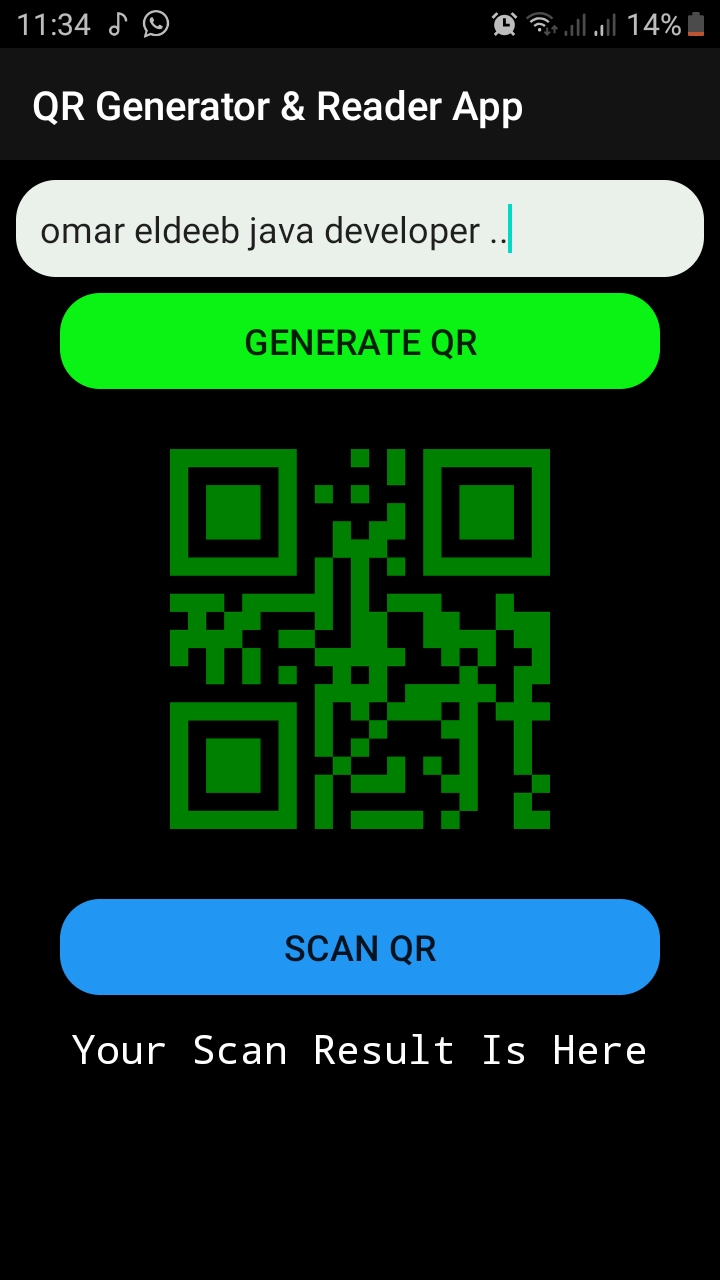 11:34 14%
QR Generator & Reader App
omar eldeeb java developer ..
GENERATE QR
SCAN QR
Your Scan Result Is Here